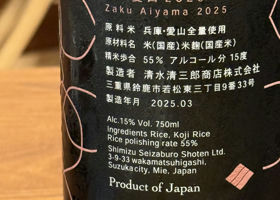 Zaku Aiyama 2025
原料米 兵庫・愛山全量使用
原材料名 米(国産)米麹(国産米)
精米歩合 55% アルコール分 15度
製造者 清水清三郎商店株式会社
三重県鈴鹿市若松東三丁目9番33号
製造年月 2025.03
Alc.15% Vol. 750ml
Ingredients Rice, Koji Rice
Rice polishing rate 55%
Shimizu Seizaburo Shoten Ltd.
3-9-33 wakamatsuhigashi,
Suzukacity. Mie. Japan
Product of Japan